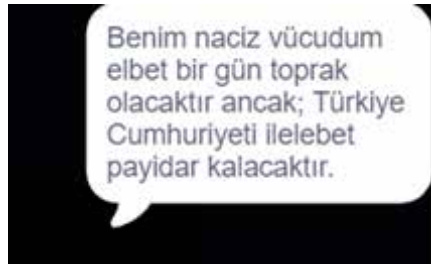 Benim naciz vücudum
elbet bir gün toprak
olacaktır ancak; Türkiye
Cumhuriyeti ilelebet
payidar kalacaktır.